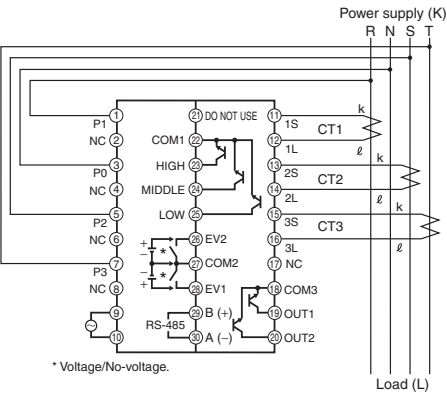 Power supply (K)
R N S T
1 21 DO NOT USE 11 k
P1 1S CT1
NC 2 COM1 22 12
1L ℓ
3 HIGH 23 13 k
P0 2S CT2
NC 4 MIDDLE 24 14
2L ℓ
5 LOW 25 15 k
P2 3S CT3
NC 6 + 26 EV2 16
− * 3L ℓ
7 27 COM2 17 NC
P3 − *
NC 8 + 28 EV1 18 COM3
9 29 B (+) 19 OUT1
RS-485
10 30 A (−) 20 OUT2
* Voltage/No-voltage.
Load (L)